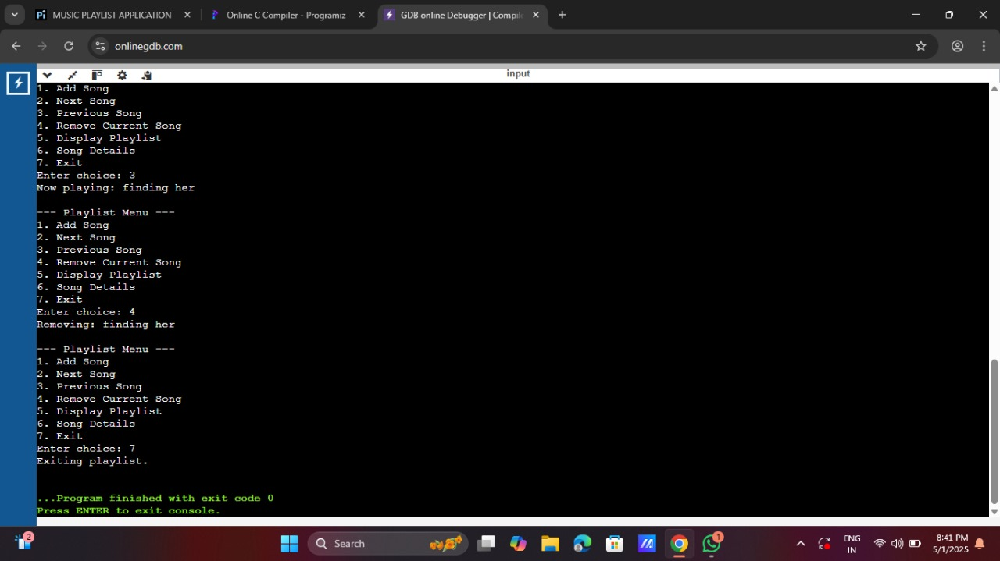 MUSIC PLAYLIST APPLICATION
Online C Compiler - Programiz
GDB online Debugger | Compile
onlinegdb.com
input
1. Add Song
2. Next Song
3. Previous Song
4. Remove Current Song
5. Display Playlist
6. Song Details
7. Exit
Enter choice: 3
Now playing: finding her
--- Playlist Menu ---
1. Add Song
2. Next Song
3. Previous Song
4. Remove Current Song
5. Display Playlist
6. Song Details
7. Exit
Enter choice: 4
Removing: finding her
--- Playlist Menu ---
1. Add Song
2. Next Song
3. Previous Song
4. Remove Current Song
5. Display Playlist
6. Song Details
7. Exit
Enter choice: 7
Exiting playlist.
...Program finished with exit code 0
Press ENTER to exit console.
2
Search
1
ENG
IN
8:41 PM
5/1/2025